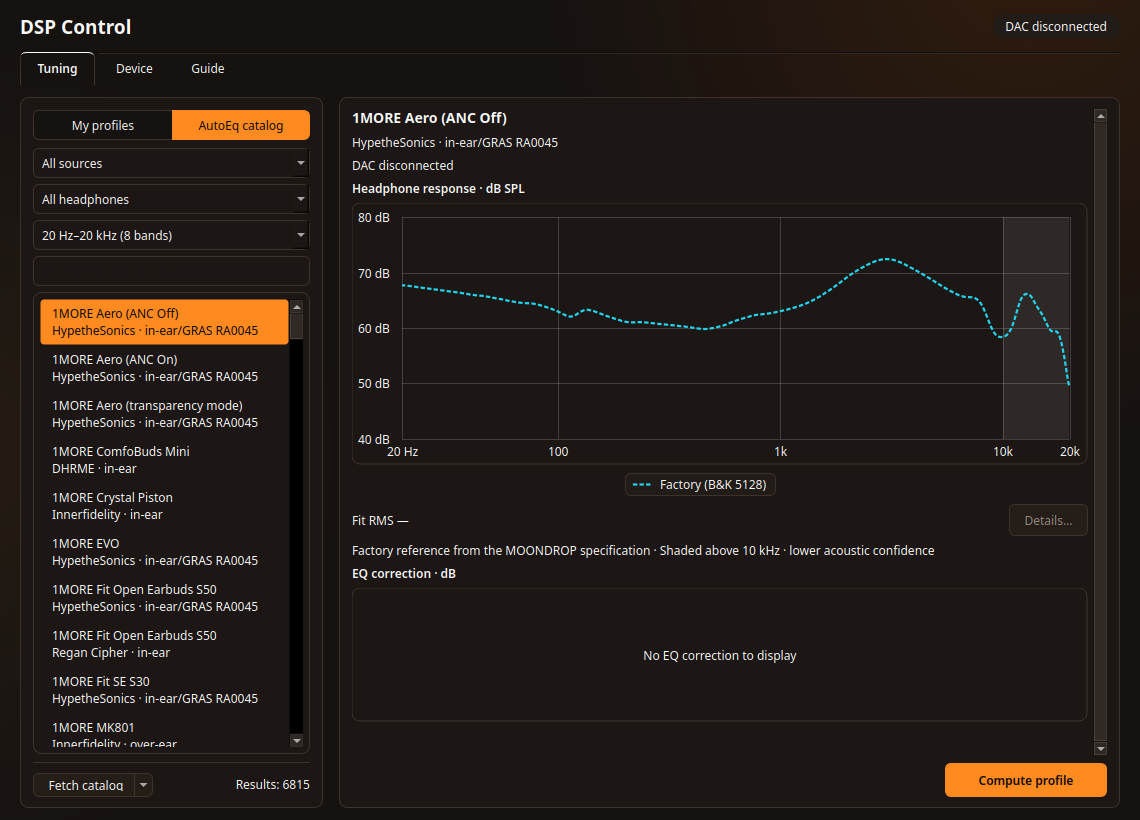 DSP Control
DAC disconnected
Tuning
Device
Guide
My profiles
AutoEq catalog
All sources
All headphones
20 Hz–20 kHz (8 bands)
1MORE Aero (ANC Off)
HypetheSonics · in-ear/GRAS RA0045
1MORE Aero (ANC On)
HypetheSonics · in-ear/GRAS RA0045
1MORE Aero (transparency mode)
HypetheSonics · in-ear/GRAS RA0045
1MORE ComfoBuds Mini
DHRME · in-ear
1MORE Crystal Piston
Innerfidelity · in-ear
1MORE EVO
HypetheSonics · in-ear/GRAS RA0045
1MORE Fit Open Earbuds S50
HypetheSonics · in-ear/GRAS RA0045
1MORE Fit Open Earbuds S50
Regan Cipher · in-ear
1MORE Fit SE S30
HypetheSonics · in-ear/GRAS RA0045
1MORE MK801
Innerfidelity · over-ear
Fetch catalog
Results: 6815
1MORE Aero (ANC Off)
HypetheSonics · in-ear/GRAS RA0045
DAC disconnected
Headphone response · dB SPL
80 dB
70 dB
60 dB
50 dB
40 dB
20 Hz
100
1k
10k
20k
Factory (B&K 5128)
Fit RMS —
Details...
Factory reference from the MOONDROP specification · Shaded above 10 kHz · lower acoustic confidence
EQ correction · dB
No EQ correction to display
Compute profile